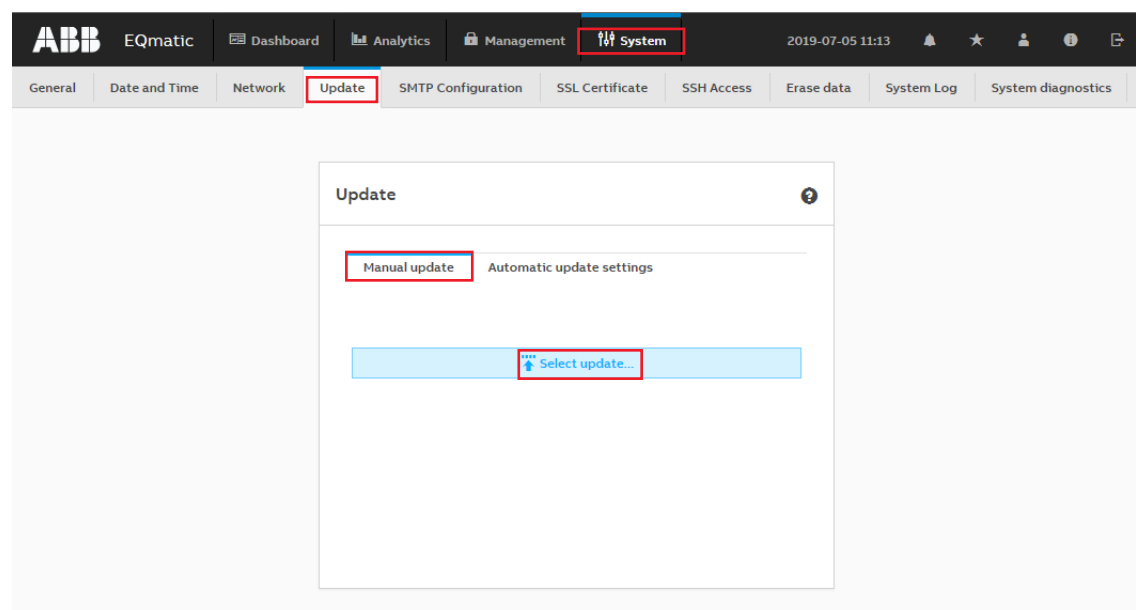 ABB EQmatic Dashboard Analytics Management System 2019-07-05 11:13
General Date and Time Network Update SMTP Configuration SSL Certificate SSH Access Erase data System Log System diagnostics
Update
Manual update Automatic update settings
Select update...